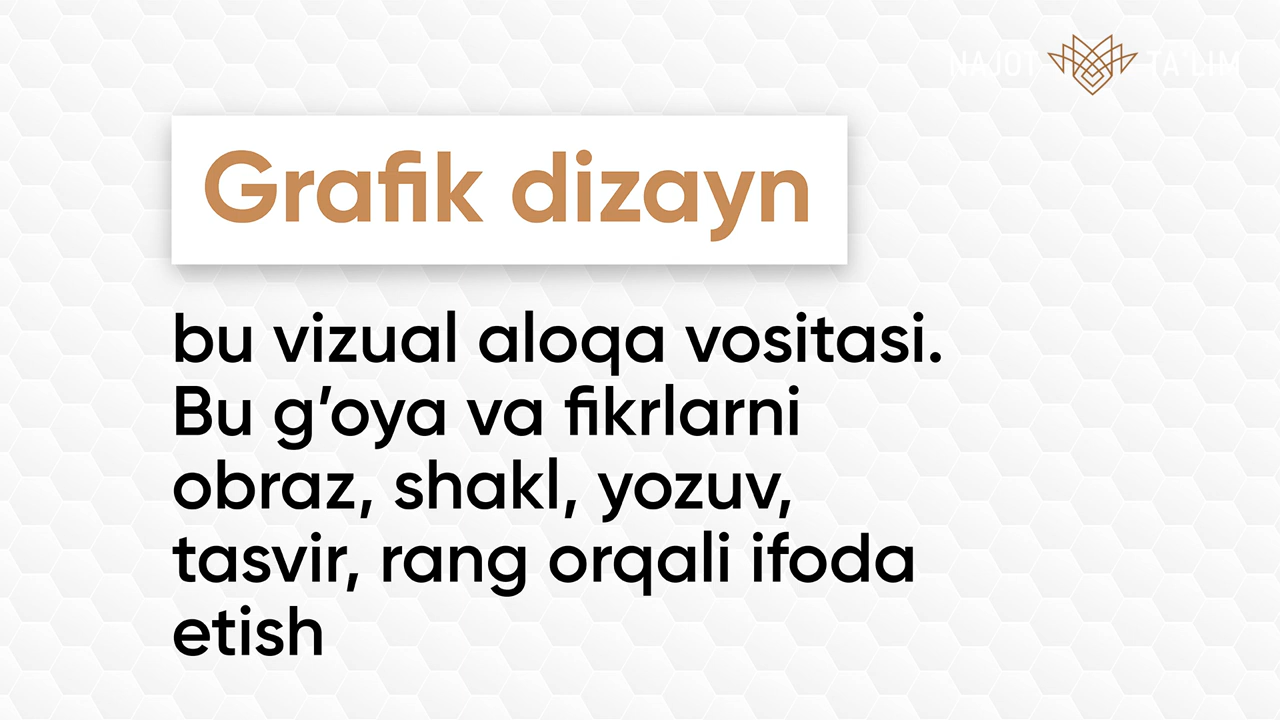 NAJOT TA'LIM
Grafik dizayn
bu vizual aloqa vositasi.
Bu g’oya va fikrlarni
obraz, shakl, yozuv,
tasvir, rang orqali ifoda
etish